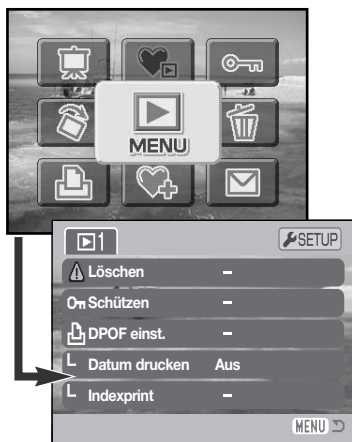 MENU
1 SETUP
Löschen –
Schützen –
DPOF einst. –
Datum drucken Aus
Indexprint –
MENU